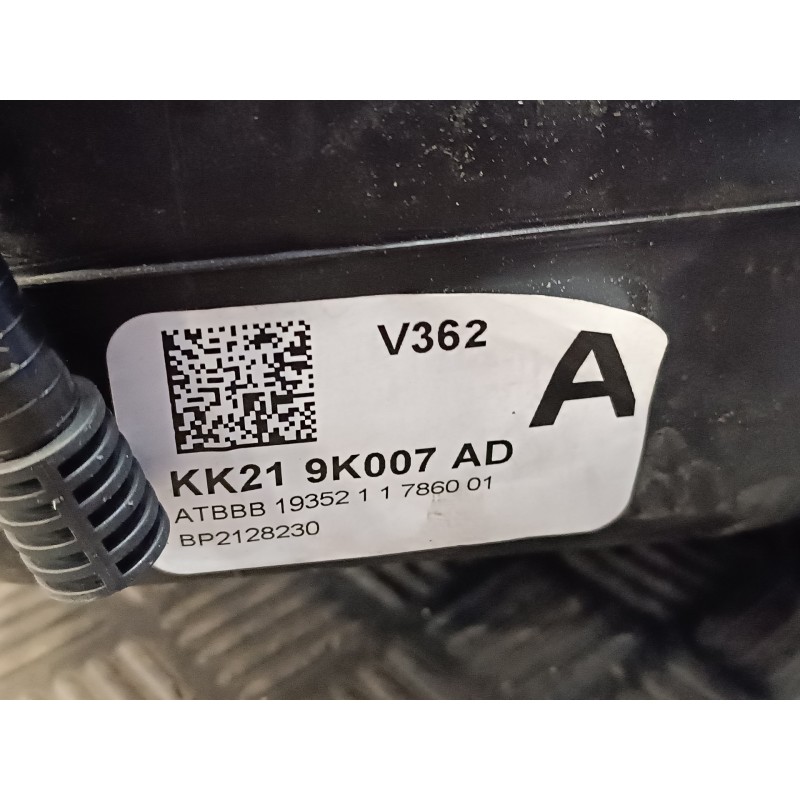 V362
A
KK21 9K007 AD
ATBBB 19352 1 1 7860 01
BP2128230